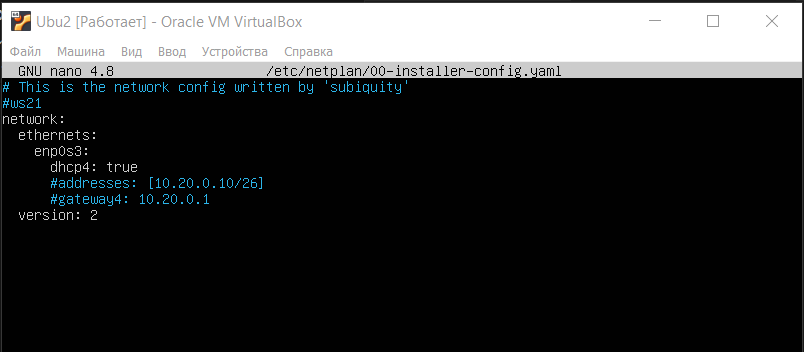 Ubu2 [Работает] - Oracle VM VirtualBox
Файл Машина Вид Ввод Устройства Справка
GNU nano 4.8 /etc/netplan/00-installer-config.yaml
# This is the network config written by 'subiquity'
#ws21
network:
  ethernets:
    enp0s3:
      dhcp4: true
      #addresses: [10.20.0.10/26]
      #gateway4: 10.20.0.1
  version: 2